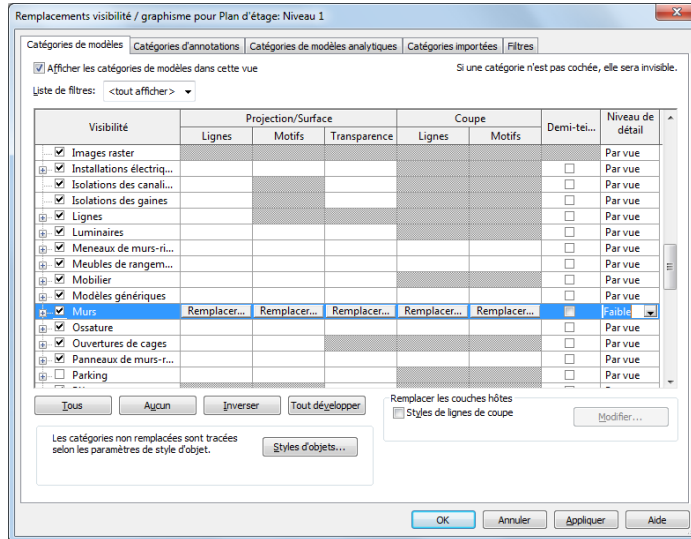 Remplacements visibilité / graphisme pour Plan d'étage: Niveau 1
Catégories de modèles Catégories d'annotations Catégories de modèles analytiques Catégories importées Filtres
Afficher les catégories de modèles dans cette vue Si une catégorie n'est pas cochée, elle sera invisible.
Liste de filtres: <tout afficher>
Visibilité Projection/Surface Coupe Demi-tei... Niveau de détail
Lignes Motifs Transparence Lignes Motifs
Images raster Par vue
Installations électriq... Par vue
Isolations des canali... Par vue
Isolations des gaines Par vue
Lignes Par vue
Luminaires Par vue
Meneaux de murs-ri... Par vue
Meubles de rangem... Par vue
Mobilier Par vue
Modèles génériques Par vue
Murs Remplacer... Remplacer... Remplacer... Remplacer... Remplacer... Faible
Ossature Par vue
Ouvertures de cages Par vue
Panneaux de murs-r... Par vue
Parking Par vue
Tous Aucun Inverser Tout développer
Remplacer les couches hôtes
Styles de lignes de coupe Modifier...
Les catégories non remplacées sont tracées
selon les paramètres de style d'objet.
Styles d'objets...
OK Annuler Appliquer Aide